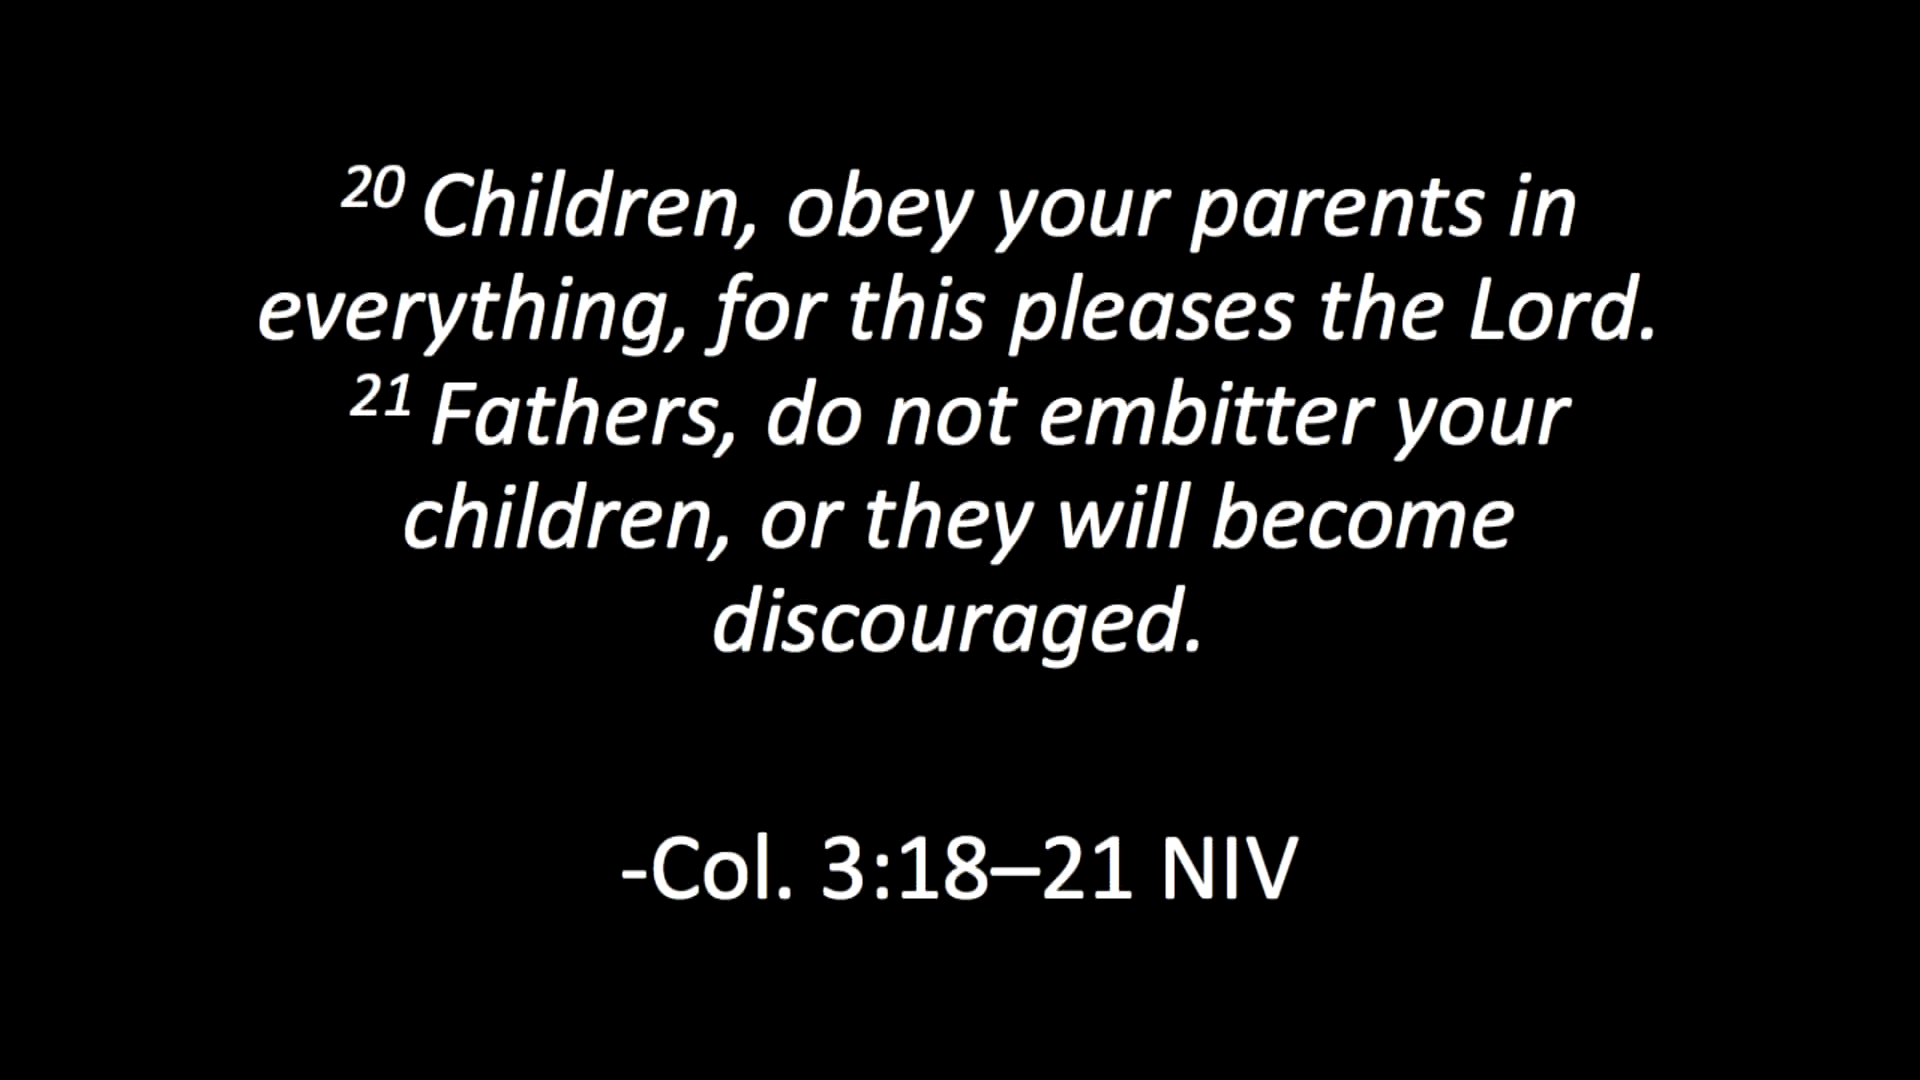 20 Children, obey your parents in
everything, for this pleases the Lord.
21 Fathers, do not embitter your
children, or they will become
discouraged.
-Col. 3:18–21 NIV